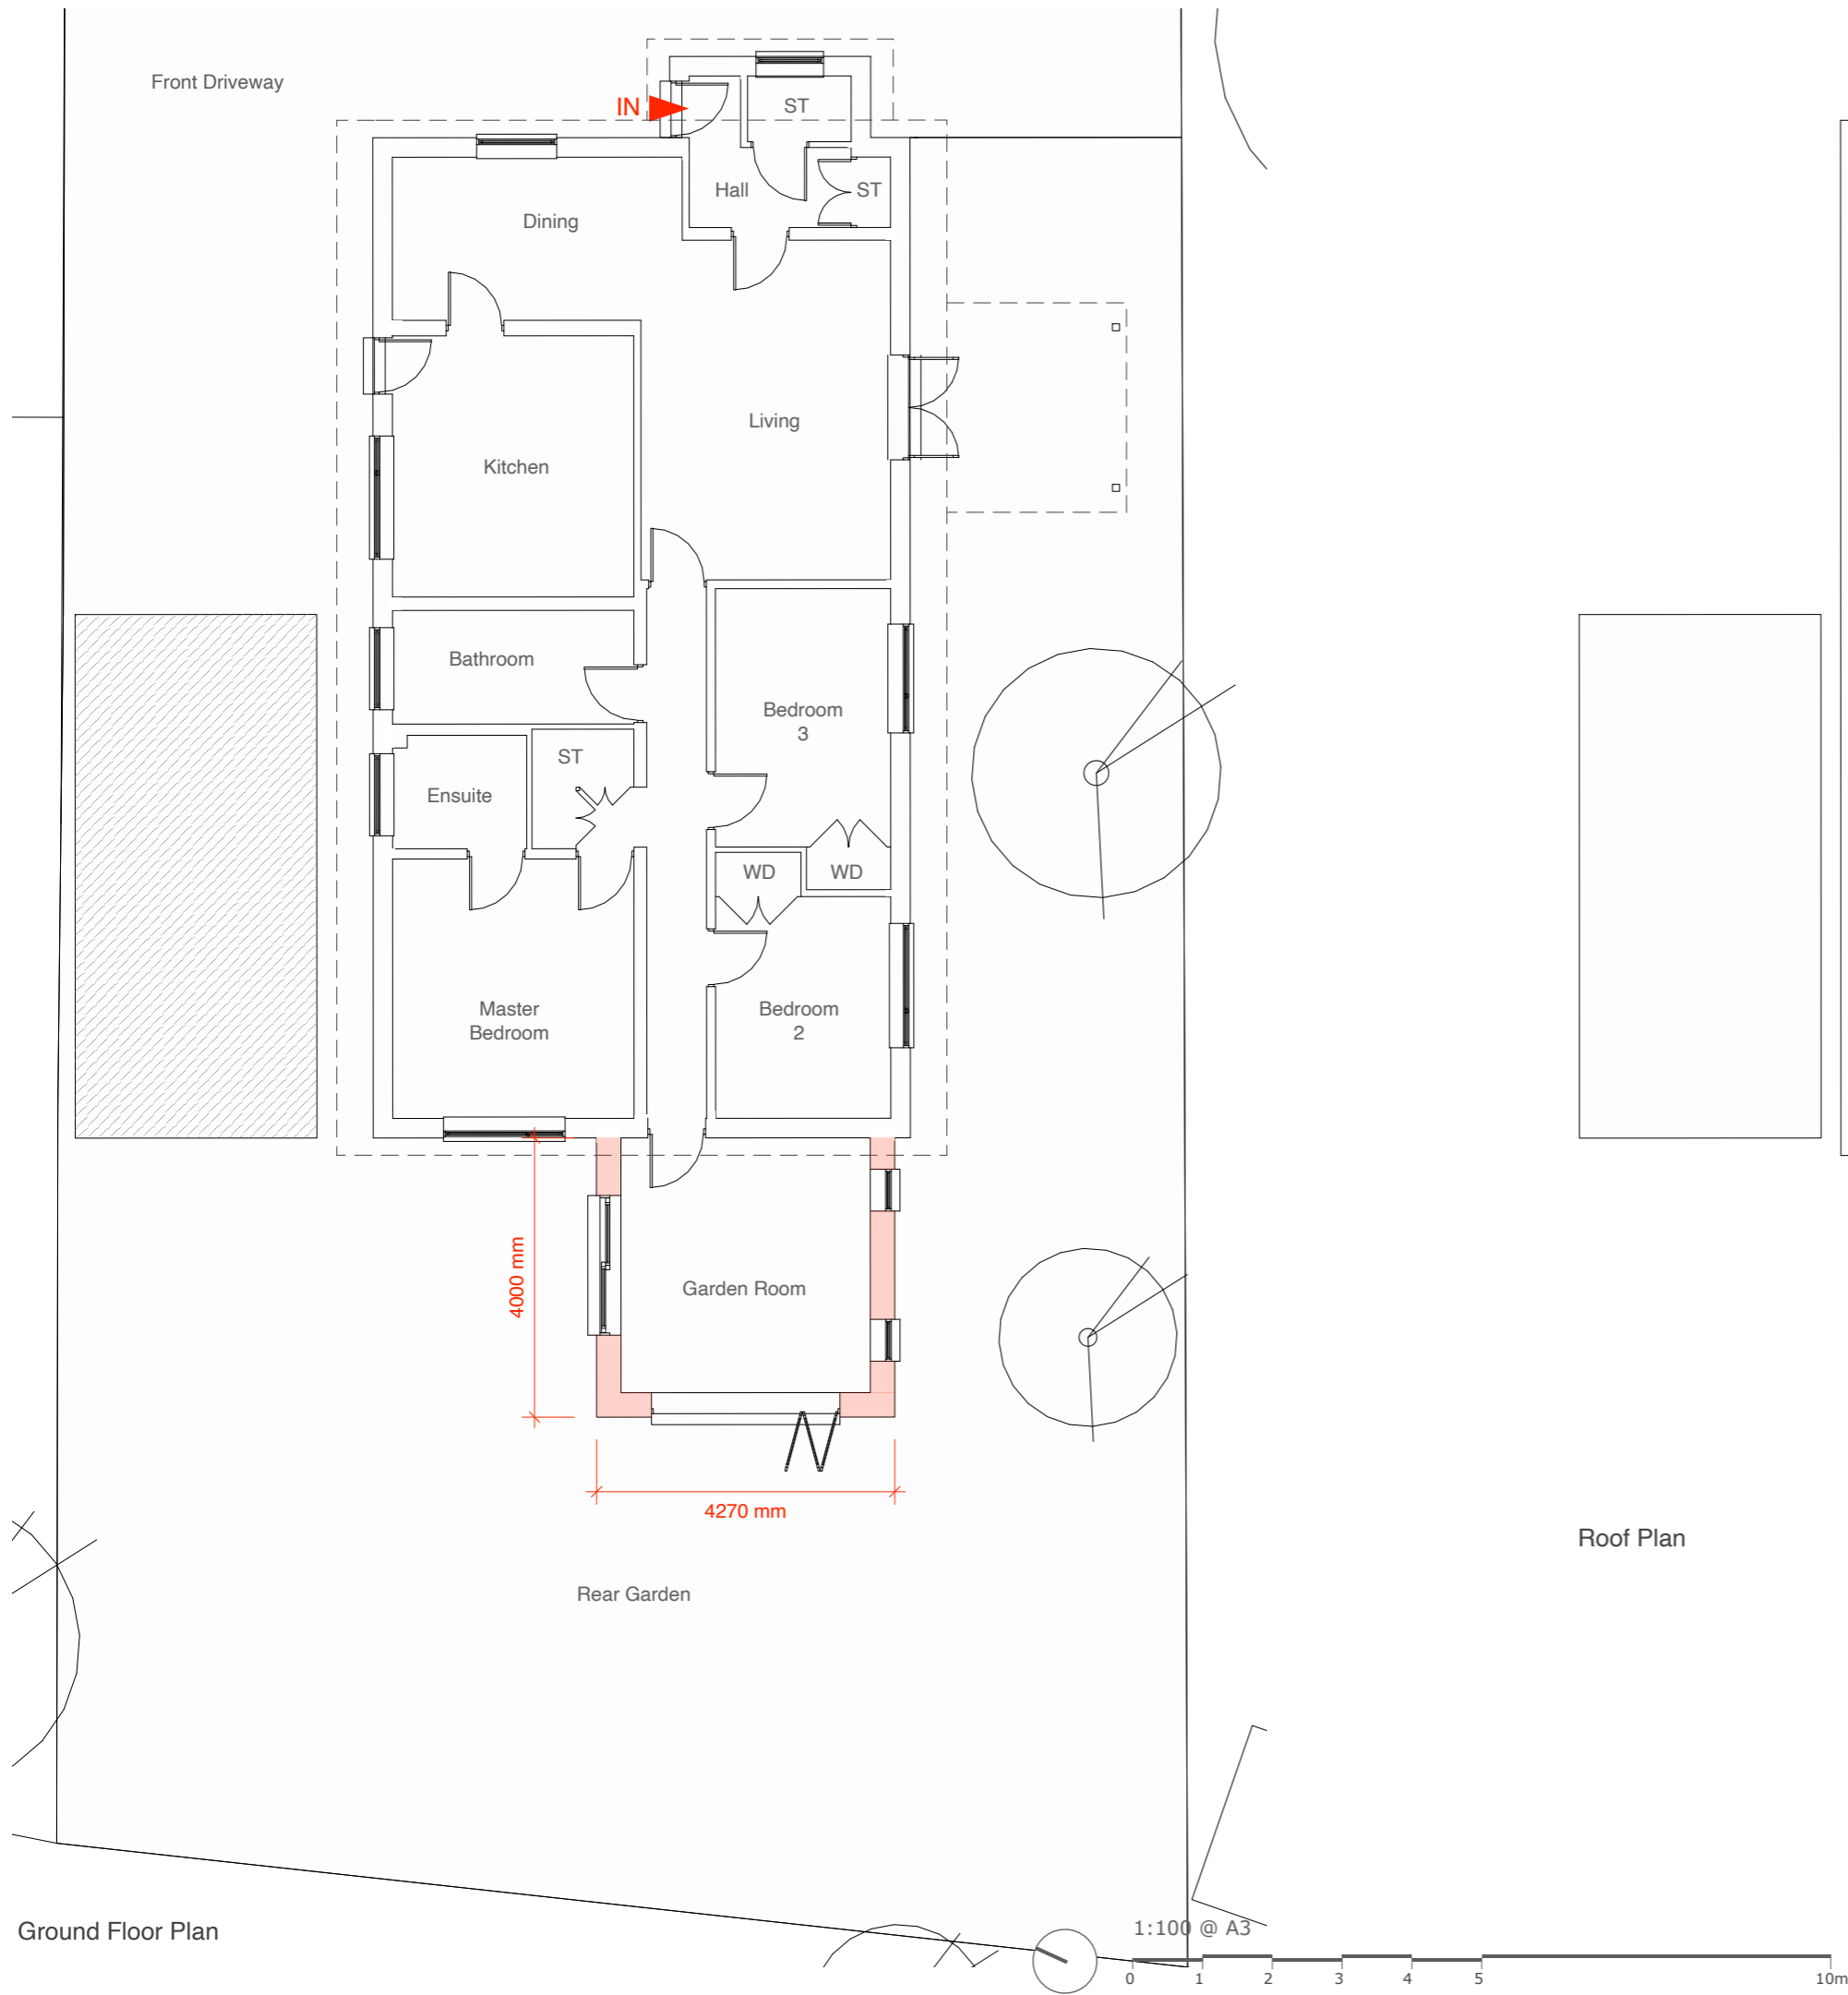 Front Driveway
IN
ST
Hall
ST
Dining
Living
Kitchen
Bathroom
Bedroom
3
ST
Ensuite
WD
WD
Master
Bedroom
Bedroom
2
4000 mm
Garden Room
4270 mm
Roof Plan
Rear Garden
Ground Floor Plan
1:100 @ A3
0 1 2 3 4 5 10m